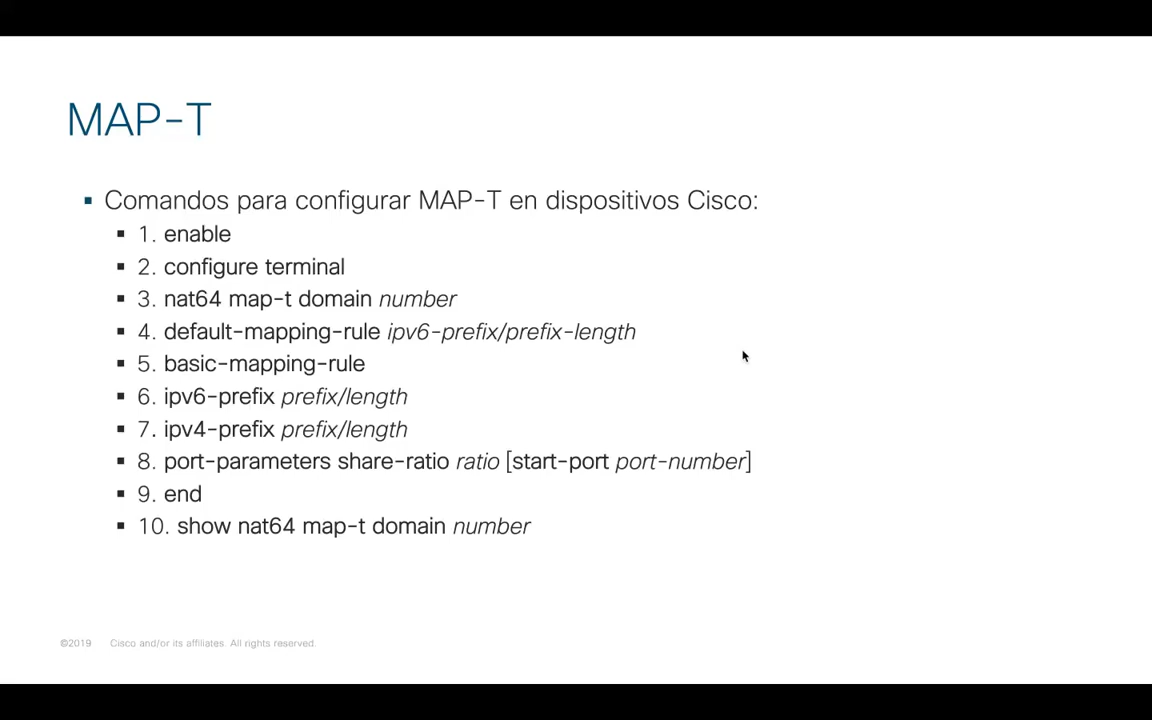 MAP-T
▪ Comandos para configurar MAP-T en dispositivos Cisco:
▪ 1. enable
▪ 2. configure terminal
▪ 3. nat64 map-t domain number
▪ 4. default-mapping-rule ipv6-prefix/prefix-length
▪ 5. basic-mapping-rule
▪ 6. ipv6-prefix prefix/length
▪ 7. ipv4-prefix prefix/length
▪ 8. port-parameters share-ratio ratio [start-port port-number]
▪ 9. end
▪ 10. show nat64 map-t domain number
©2019 Cisco and/or its affiliates. All rights reserved.